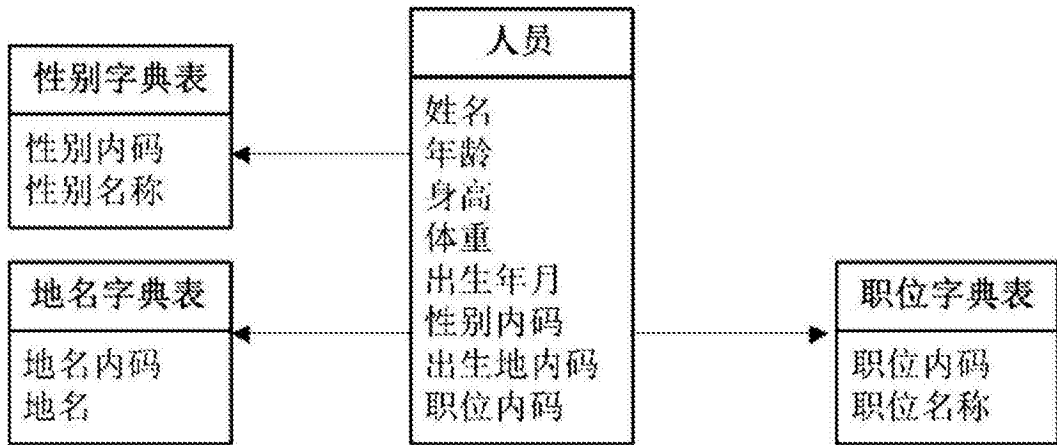 性别字典表
性别内码
性别名称
地名字典表
地名内码
地名
人员
姓名
年龄
身高
体重
出生年月
性别内码
出生地内码
职位内码
职位字典表
职位内码
职位名称